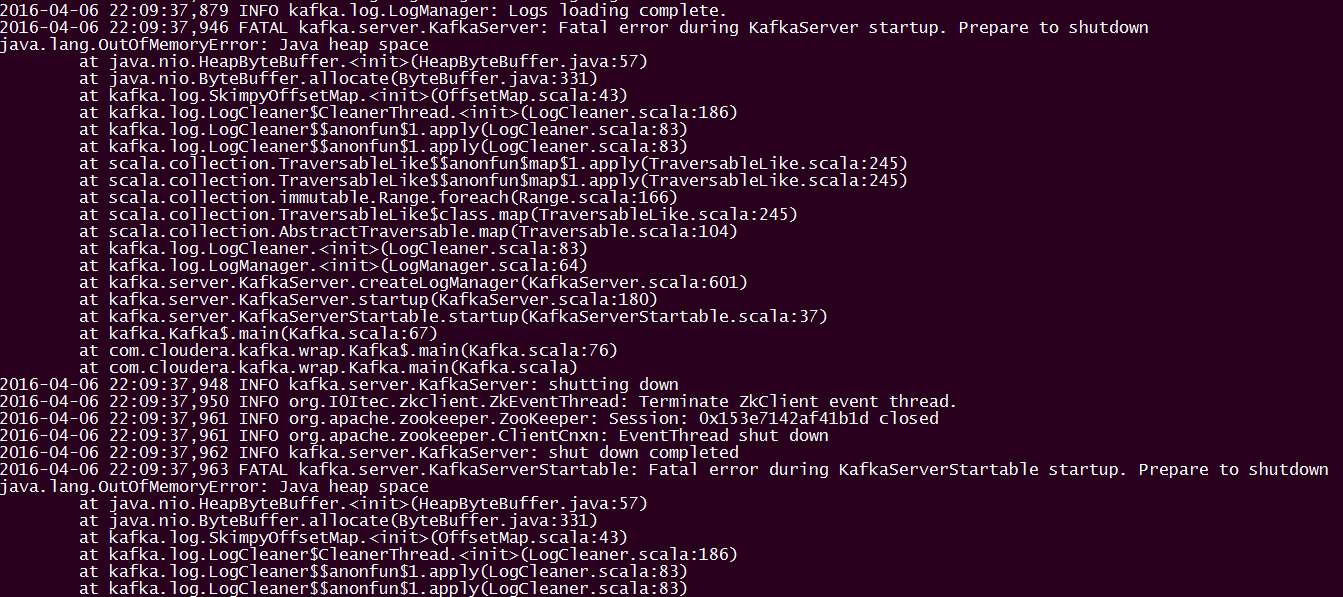 2016-04-06 22:09:37,879 INFO kafka.log.LogManager: Logs loading complete.
2016-04-06 22:09:37,946 FATAL kafka.server.KafkaServer: Fatal error during KafkaServer startup. Prepare to shutdown
java.lang.OutOfMemoryError: Java heap space
        at java.nio.HeapByteBuffer.<init>(HeapByteBuffer.java:57)
        at java.nio.ByteBuffer.allocate(ByteBuffer.java:331)
        at kafka.log.SkimpyOffsetMap.<init>(OffsetMap.scala:43)
        at kafka.log.LogCleaner$CleanerThread.<init>(LogCleaner.scala:186)
        at kafka.log.LogCleaner$$anonfun$1.apply(LogCleaner.scala:83)
        at kafka.log.LogCleaner$$anonfun$1.apply(LogCleaner.scala:83)
        at scala.collection.TraversableLike$$anonfun$map$1.apply(TraversableLike.scala:245)
        at scala.collection.TraversableLike$$anonfun$map$1.apply(TraversableLike.scala:245)
        at scala.collection.immutable.Range.foreach(Range.scala:166)
        at scala.collection.TraversableLike$class.map(TraversableLike.scala:245)
        at scala.collection.AbstractTraversable.map(Traversable.scala:104)
        at kafka.log.LogCleaner.<init>(LogCleaner.scala:83)
        at kafka.log.LogManager.<init>(LogManager.scala:64)
        at kafka.server.KafkaServer.createLogManager(KafkaServer.scala:601)
        at kafka.server.KafkaServer.startup(KafkaServer.scala:180)
        at kafka.server.KafkaServerStartable.startup(KafkaServerStartable.scala:37)
        at kafka.Kafka$.main(Kafka.scala:67)
        at com.cloudera.kafka.wrap.Kafka$.main(Kafka.scala:76)
        at com.cloudera.kafka.wrap.Kafka.main(Kafka.scala)
2016-04-06 22:09:37,948 INFO kafka.server.KafkaServer: shutting down
2016-04-06 22:09:37,950 INFO org.I0Itec.zkclient.ZkEventThread: Terminate ZkClient event thread.
2016-04-06 22:09:37,961 INFO org.apache.zookeeper.ZooKeeper: Session: 0x153e7142af41b1d closed
2016-04-06 22:09:37,961 INFO org.apache.zookeeper.ClientCnxn: EventThread shut down
2016-04-06 22:09:37,962 INFO kafka.server.KafkaServer: shut down completed
2016-04-06 22:09:37,963 FATAL kafka.server.KafkaServerStartable: Fatal error during KafkaServerStartable startup. Prepare to shutdown
java.lang.OutOfMemoryError: Java heap space
        at java.nio.HeapByteBuffer.<init>(HeapByteBuffer.java:57)
        at java.nio.ByteBuffer.allocate(ByteBuffer.java:331)
        at kafka.log.SkimpyOffsetMap.<init>(OffsetMap.scala:43)
        at kafka.log.LogCleaner$CleanerThread.<init>(LogCleaner.scala:186)
        at kafka.log.LogCleaner$$anonfun$1.apply(LogCleaner.scala:83)
        at kafka.log.LogCleaner$$anonfun$1.apply(LogCleaner.scala:83)